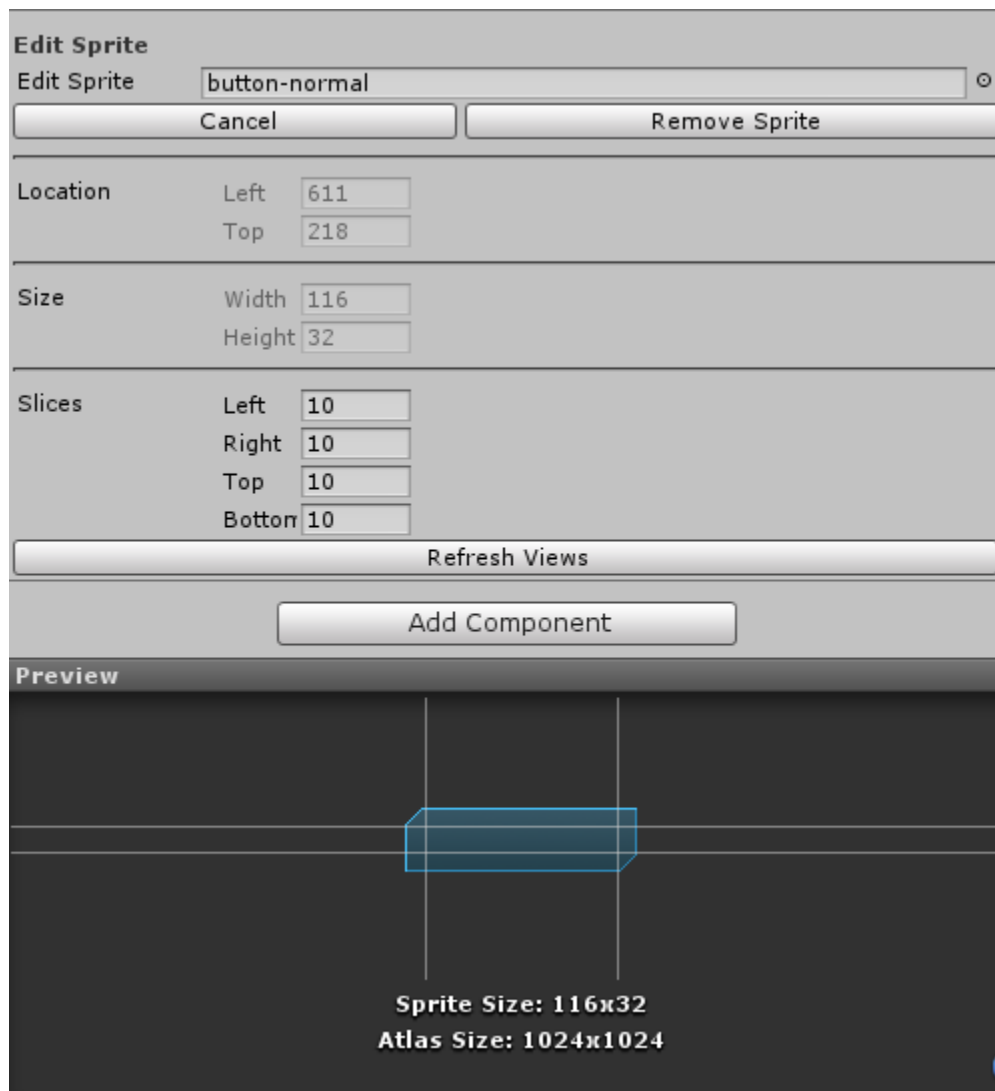 Edit Sprite
Edit Sprite button-normal
Cancel Remove Sprite
Location Left 611
Top 218
Size Width 116
Height 32
Slices Left 10
Right 10
Top 10
Bottom 10
Refresh Views
Add Component
Preview
Sprite Size: 116x32
Atlas Size: 1024x1024